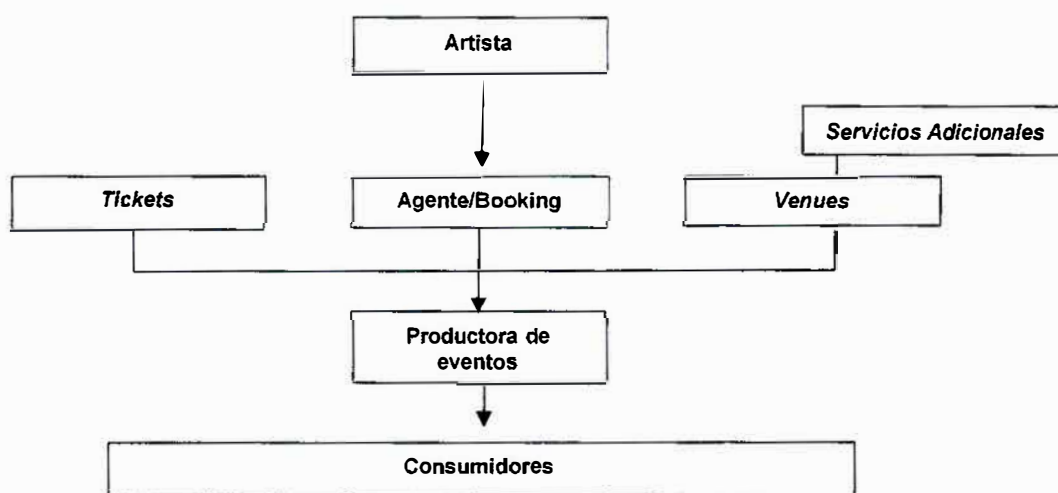 Artista
Servicios Adicionales
Tickets
Agente/Booking
Venues
Productora de
eventos
Consumidores